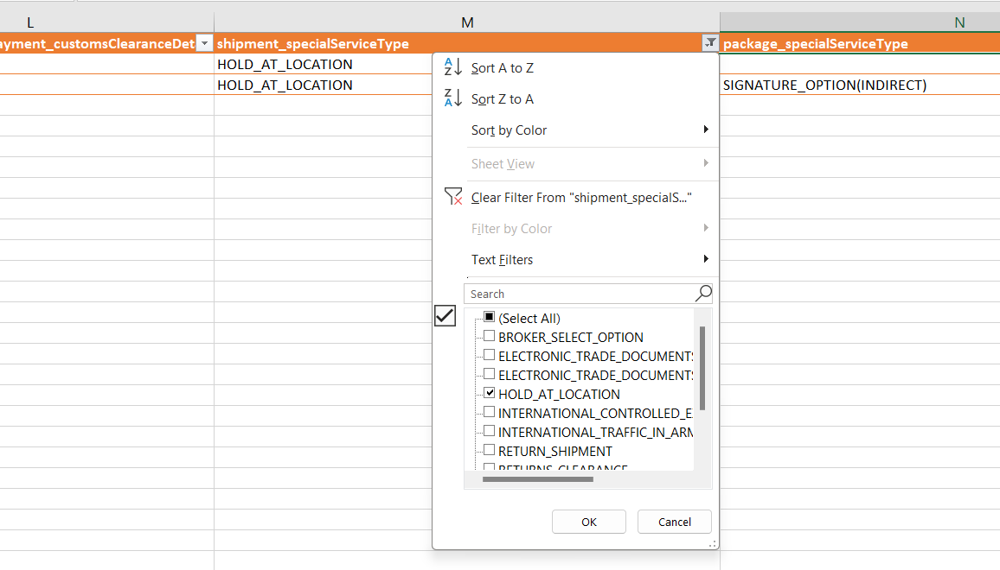 L M N
ayment_customsClearanceDet shipment_specialServiceType package_specialServiceType
HOLD_AT_LOCATION
HOLD_AT_LOCATION SIGNATURE_OPTION(INDIRECT)
Sort A to Z
Sort Z to A
Sort by Color
Sheet View
Clear Filter From "shipment_specialS..."
Filter by Color
Text Filters
Search
(Select All)
BROKER_SELECT_OPTION
ELECTRONIC_TRADE_DOCUMENTS
ELECTRONIC_TRADE_DOCUMENTS
HOLD_AT_LOCATION
INTERNATIONAL_CONTROLLED_E
INTERNATIONAL_TRAFFIC_IN_ARM
RETURN_SHIPMENT
RETURNS_CLEARANCE
OK Cancel